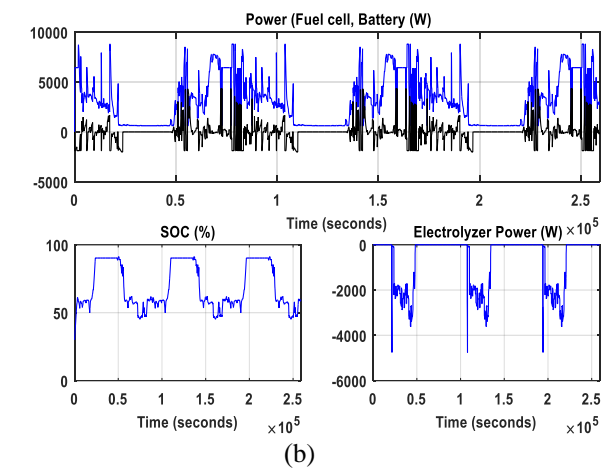 Power (Fuel cell, Battery (W)
10000
5000
0
-5000
0 0.5 1 1.5 2 2.5
Time (seconds) ×10^5
SOC (%)
100
50
0
0 0.5 1 1.5 2 2.5
Time (seconds) ×10^5
Electrolyzer Power (W)
0
-2000
-4000
-6000
0 0.5 1 1.5 2 2.5
Time (seconds) ×10^5
(b)